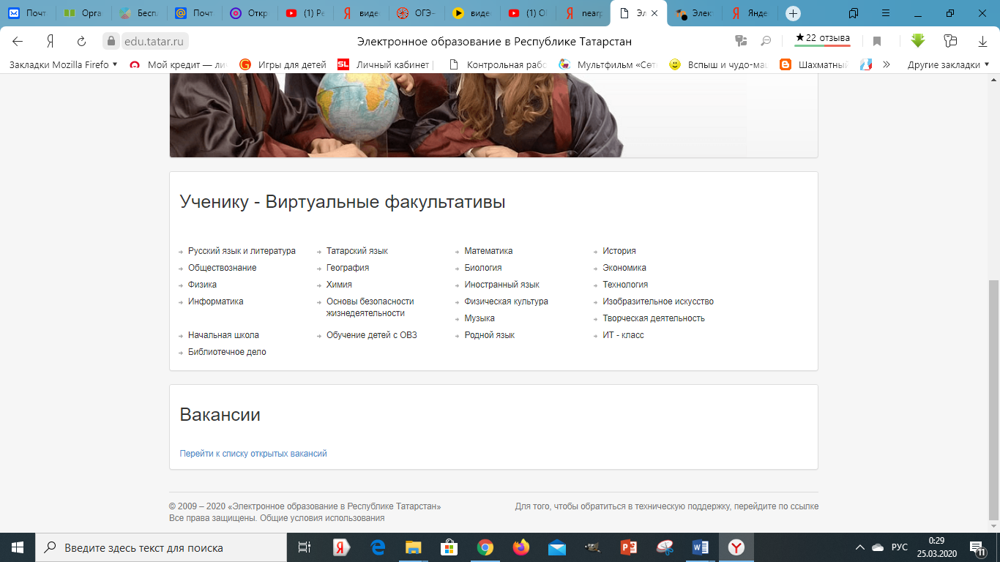 Почт
Орга
Бесп
Почт
Откр
(1) Ре
виде
ОГЭ-
виде
(1) О
nearp
Эл
Элек
Янде
edu.tatar.ru
Электронное образование в Республике Татарстан
★22 отзыва
Закладки Mozilla Firefo
Мой кредит — ли
Игры для детей
Личный кабинет |
Контрольная рабо
Мультфильм «Сет
Вспыш и чудо-ма
Шахматный
»
Другие закладки
Ученику - Виртуальные факультативы
Русский язык и литература
Татарский язык
Математика
История
Обществознание
География
Биология
Экономика
Физика
Химия
Иностранный язык
Технология
Информатика
Основы безопасности
жизнедеятельности
Физическая культура
Изобразительное искусство
Музыка
Творческая деятельность
Начальная школа
Обучение детей с ОВЗ
Родной язык
ИТ - класс
Библиотечное дело
Вакансии
Перейти к списку открытых вакансий
© 2009 – 2020 «Электронное образование в Республике Татарстан»
Все права защищены. Общие условия использования
Для того, чтобы обратиться в техническую поддержку, перейдите по ссылке
Введите здесь текст для поиска
РУС
0:29
25.03.2020
11